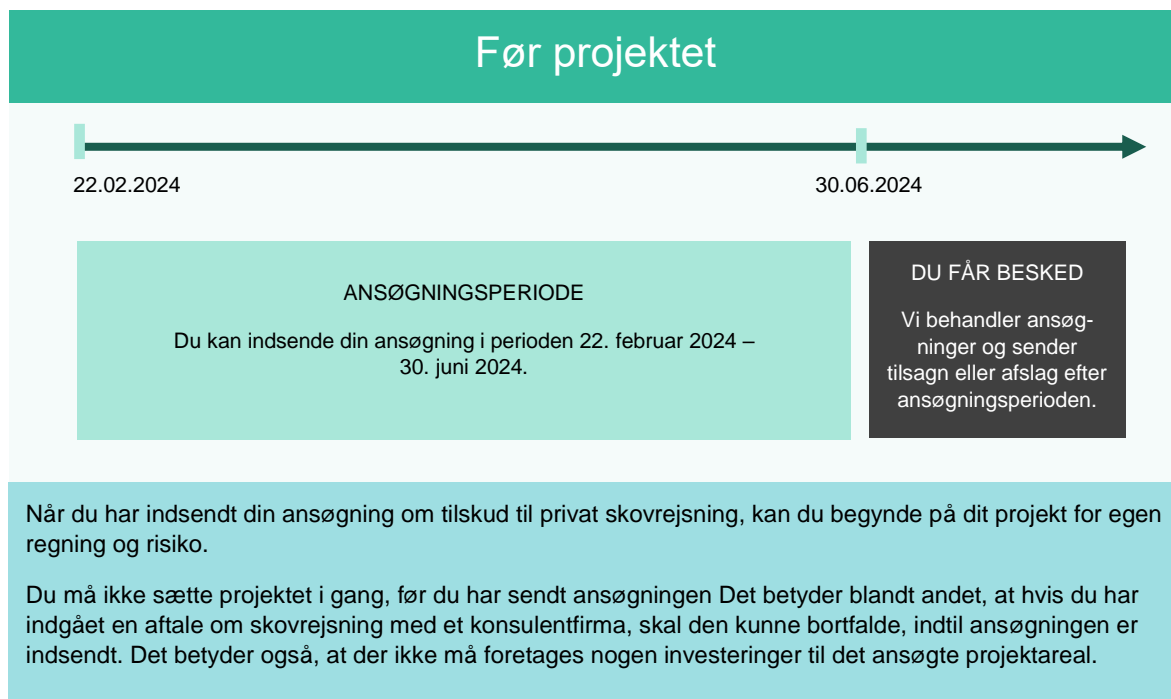 Før projektet
22.02.2024
30.06.2024
ANSØGNINGSPERIODE
Du kan indsende din ansøgning i perioden 22. februar 2024 –
30. juni 2024.
DU FÅR BESKED
Vi behandler ansøg-
ninger og sender
tilsagn eller afslag efter
ansøgningsperioden.
Når du har indsendt din ansøgning om tilskud til privat skovrejsning, kan du begynde på dit projekt for egen
regning og risiko.
Du må ikke sætte projektet i gang, før du har sendt ansøgningen Det betyder blandt andet, at hvis du har
indgået en aftale om skovrejsning med et konsulentfirma, skal den kunne bortfalde, indtil ansøgningen er
indsendt. Det betyder også, at der ikke må foretages nogen investeringer til det ansøgte projektareal.